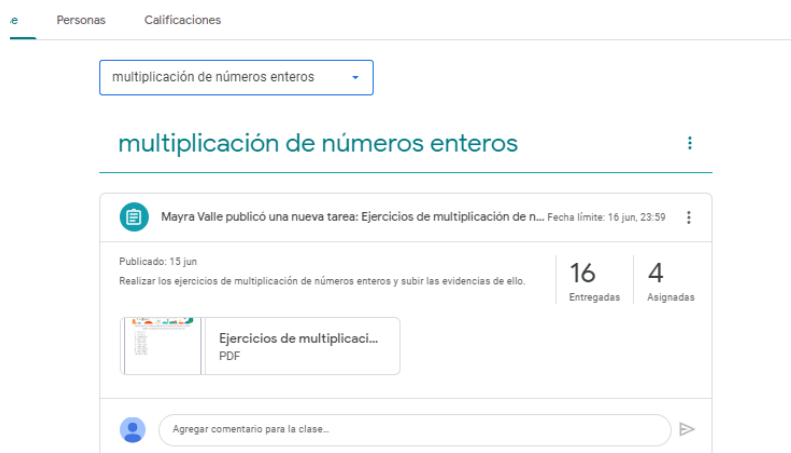 Personas Calificaciones
multiplicación de números enteros
multiplicación de números enteros
Mayra Valle publicó una nueva tarea: Ejercicios de multiplicación de n... Fecha límite: 16 jun, 23:59
Publicado: 15 jun
Realizar los ejercicios de multiplicación de números enteros y subir las evidencias de ello.
16 4
Entregadas Asignadas
Ejercicios de multiplicaci...
PDF
Agregar comentario para la clase...